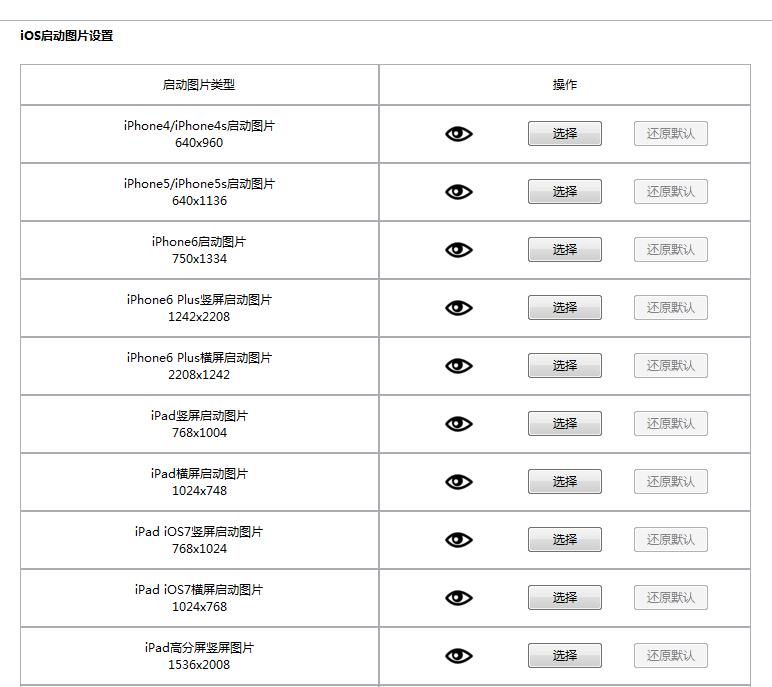 iOS启动图片设置
启动图片类型
操作
iPhone4/iPhone4s启动图片
640x960
选择
还原默认
iPhone5/iPhone5s启动图片
640x1136
选择
还原默认
iPhone6启动图片
750x1334
选择
还原默认
iPhone6 Plus竖屏启动图片
1242x2208
选择
还原默认
iPhone6 Plus横屏启动图片
2208x1242
选择
还原默认
iPad竖屏启动图片
768x1004
选择
还原默认
iPad横屏启动图片
1024x748
选择
还原默认
iPad iOS7竖屏启动图片
768x1024
选择
还原默认
iPad iOS7横屏启动图片
1024x768
选择
还原默认
iPad高分屏竖屏图片
1536x2008
选择
还原默认